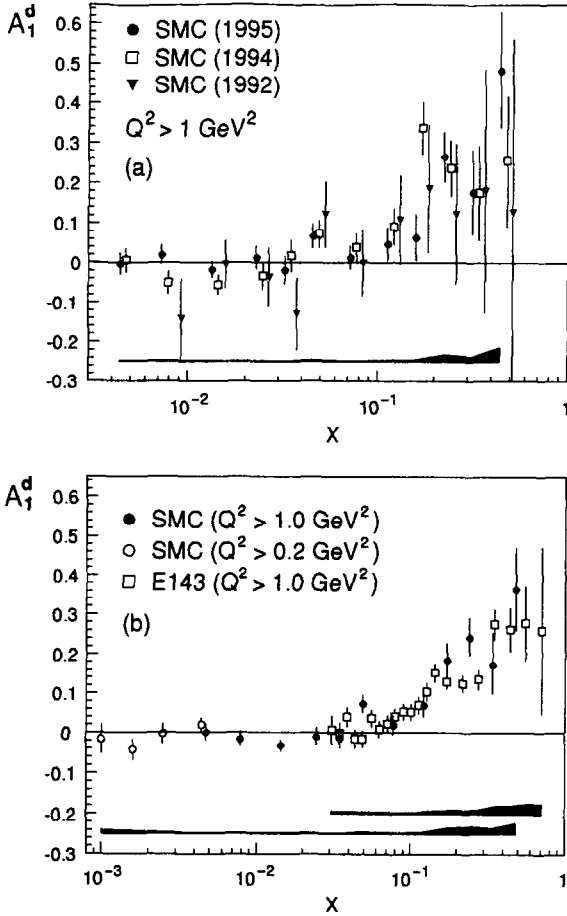 A₁ᵈ
0.6
0.5
0.4
0.3
0.2
0.1
0
-0.1
-0.2
-0.3
● SMC (1995)
□ SMC (1994)
▼ SMC (1992)
Q² > 1 GeV²
(a)
10⁻² 10⁻¹ 1
X
A₁ᵈ
0.6
0.5
0.4
0.3
0.2
0.1
0
-0.1
-0.2
-0.3
● SMC (Q² > 1.0 GeV²)
○ SMC (Q² > 0.2 GeV²)
□ E143 (Q² > 1.0 GeV²)
(b)
10⁻³ 10⁻² 10⁻¹ 1
X